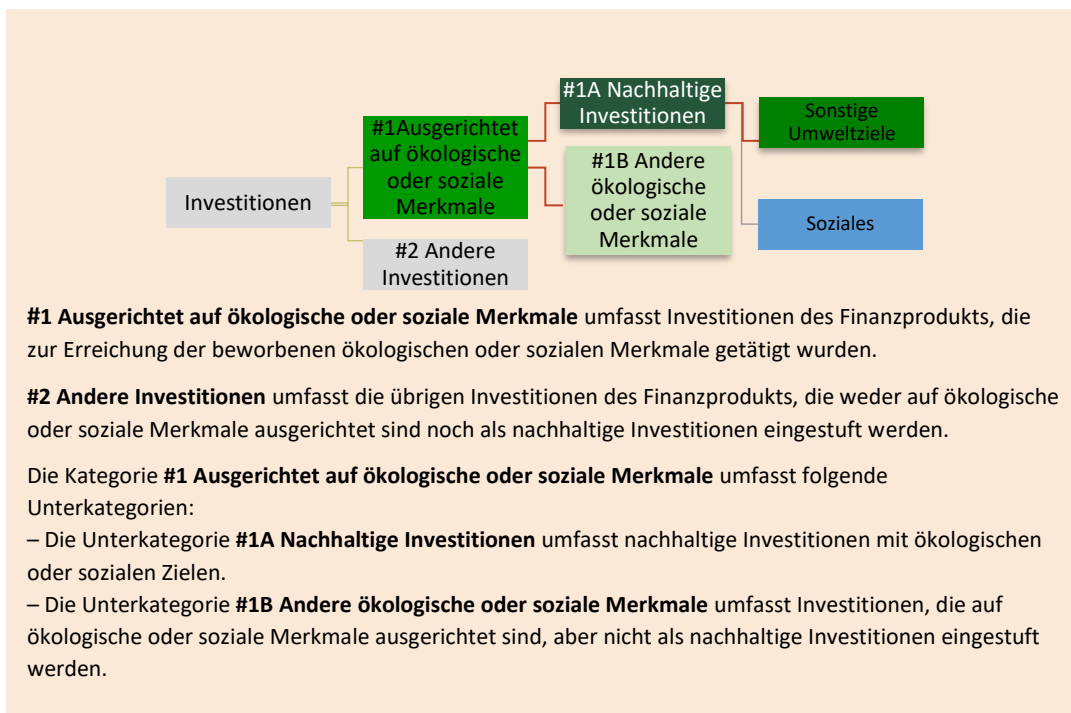 #1A Nachhaltige
Investitionen
Sonstige
Umweltziele
#1Ausgerichtet
auf ökologische
oder soziale
Merkmale
#1B Andere
ökologische
oder soziale
Merkmale
Investitionen
Soziales
#2 Andere
Investitionen
#1 Ausgerichtet auf ökologische oder soziale Merkmale umfasst Investitionen des Finanzprodukts, die
zur Erreichung der beworbenen ökologischen oder sozialen Merkmale getätigt wurden.
#2 Andere Investitionen umfasst die übrigen Investitionen des Finanzprodukts, die weder auf ökologische
oder soziale Merkmale ausgerichtet sind noch als nachhaltige Investitionen eingestuft werden.
Die Kategorie #1 Ausgerichtet auf ökologische oder soziale Merkmale umfasst folgende
Unterkategorien:
– Die Unterkategorie #1A Nachhaltige Investitionen umfasst nachhaltige Investitionen mit ökologischen
oder sozialen Zielen.
– Die Unterkategorie #1B Andere ökologische oder soziale Merkmale umfasst Investitionen, die auf
ökologische oder soziale Merkmale ausgerichtet sind, aber nicht als nachhaltige Investitionen eingestuft
werden.